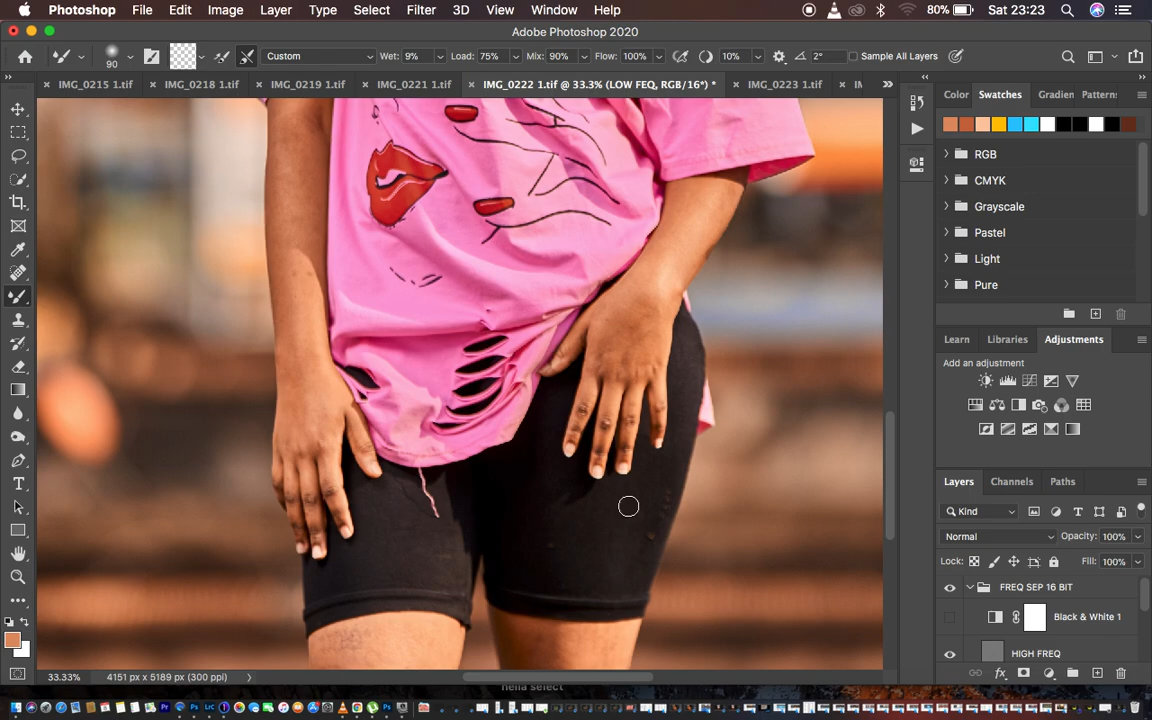 Photoshop File Edit Image Layer Type Select Filter 3D View Window Help 80% Sat 23:23
Adobe Photoshop 2020
90 Custom Wet: 9% Load: 75% Mix: 90% Flow: 100% 10% 2° Sample All Layers
IMG_0215 1.tif IMG_0218 1.tif IMG_0219 1.tif IMG_0221 1.tif IMG_0222 1.tif @ 33.3% (LOW FEQ, RGB/16*) * IMG_0223 1.tif IM
Color Swatches Gradien Patterns
RGB
CMYK
Grayscale
Pastel
Light
Pure
Learn Libraries Adjustments
Add an adjustment
Layers Channels Paths
Kind
Normal Opacity: 100%
Lock: Fill: 100%
FREQ SEP 16 BIT
Black & White 1
HIGH FREQ
33.33% 4151 px x 5189 px (300 ppi)
nella select